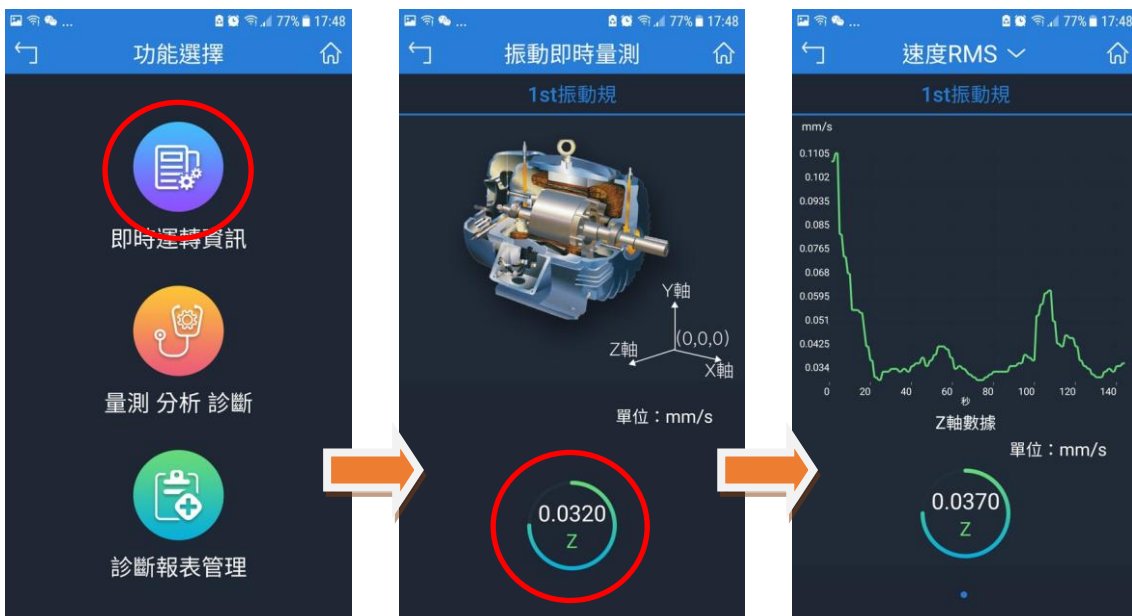 ... 77% 17:48
功能選擇
即時運轉資訊
量測 分析 診斷
診斷報表管理
... 77% 17:48
振動即時量測
1st振動規
Y軸
(0,0,0)
Z軸
X軸
單位：mm/s
0.0320
Z
... 77% 17:48
速度RMS
1st振動規
mm/s
0.1105
0.102
0.0935
0.085
0.0765
0.068
0.0595
0.051
0.0425
0.034
0 20 40 60 80 100 120 140
秒
Z軸數據
單位：mm/s
0.0370
Z